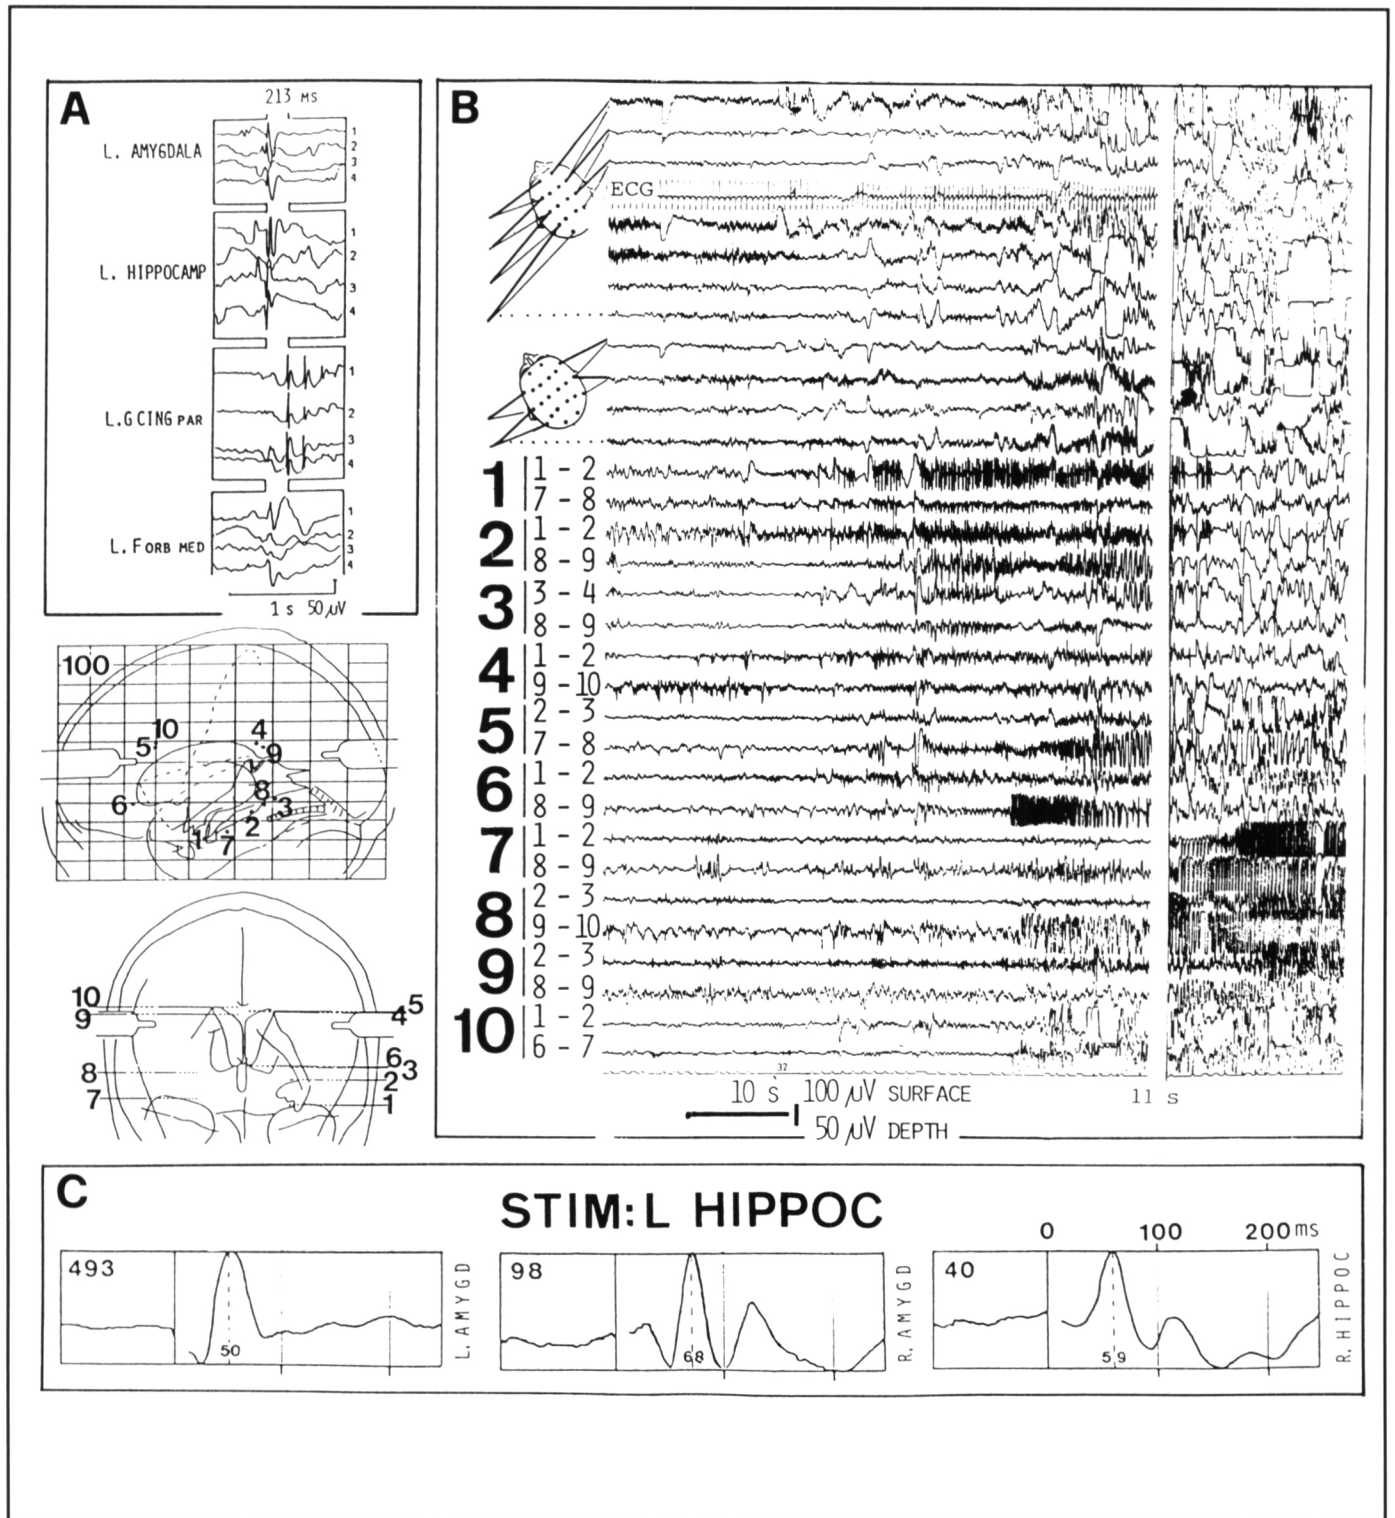 A
213 MS
L. AMYGDALA
1
2
3
4
L. HIPPOCAMP
1
2
3
4
L.G CING PAR
1
2
3
4
L. FORB MED
1
2
3
4
1 s 50 µV
100
10
5
4
9
6
8
3
2
1
7
10
9
5
4
8
6
3
2
7
1
B
ECG
1 1 - 2
7 - 8
2 1 - 2
8 - 9
3 3 - 4
8 - 9
4 1 - 2
9 - 10
5 2 - 3
7 - 8
6 1 - 2
8 - 9
7 1 - 2
8 - 9
8 2 - 3
9 - 10
9 2 - 3
8 - 9
10 1 - 2
6 - 7
32
10 s 100 µV SURFACE
50 µV DEPTH
11 s
C
STIM: L HIPPOC
0 100 200 ms
493
50
L. AMYGD
98
68
R. AMYGD
40
59
R. HIPPOC